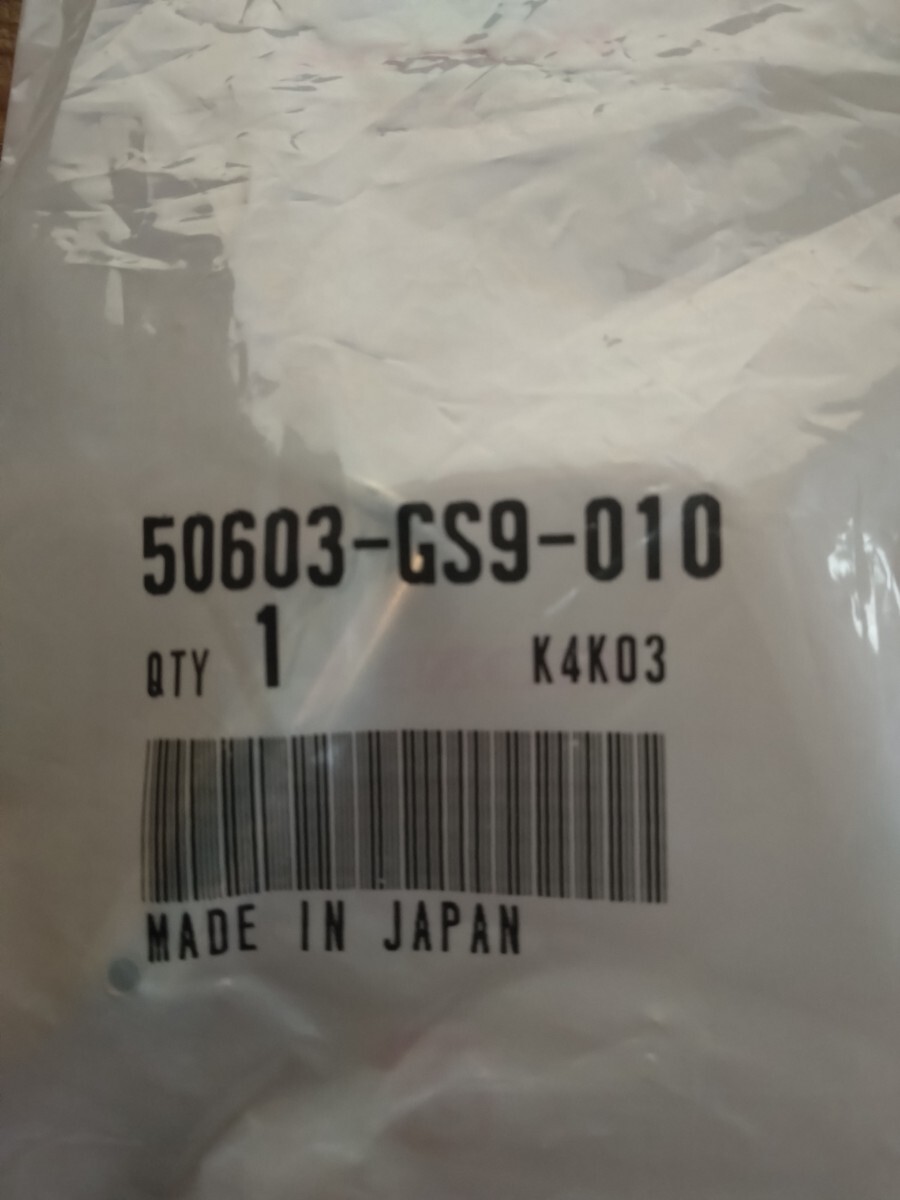 50603-GS9-010
QTY 1 K4K03
MADE IN JAPAN